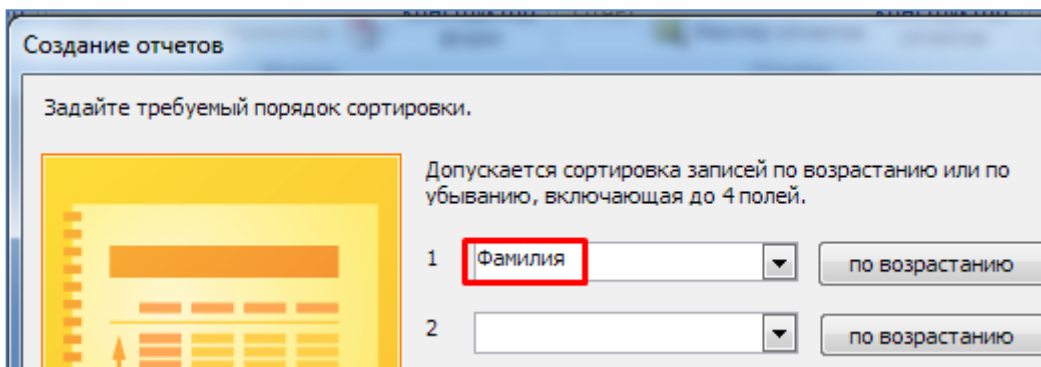 Создание отчетов
Задайте требуемый порядок сортировки.
Допускается сортировка записей по возрастанию или по
убыванию, включающая до 4 полей.
1 Фамилия по возрастанию
2 по возрастанию